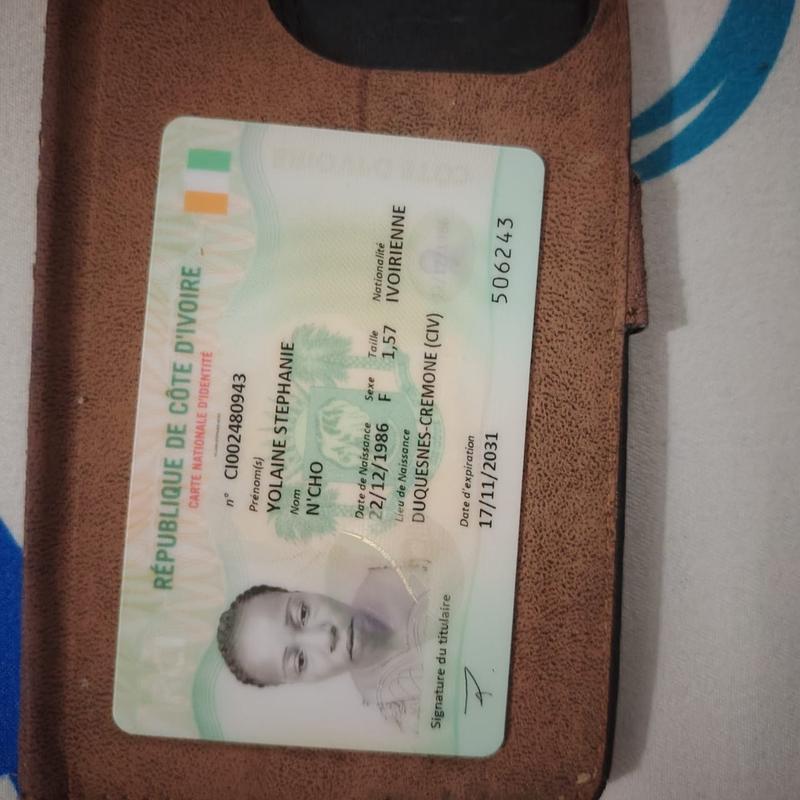 RÉPUBLIQUE DE CÔTE D'IVOIRE
CARTE NATIONALE D'IDENTITÉ
n° CI002480943
Prénom(s)
YOLAINE STEPHANIE
Nom
N'CHO
Date de Naissance Sexe Taille Nationalité
22/12/1986 F 1,57 IVOIRIENNE
Lieu de Naissance
DUQUESNES-CREMONE (CIV)
Date d'expiration
17/11/2031
506243
Signature du titulaire